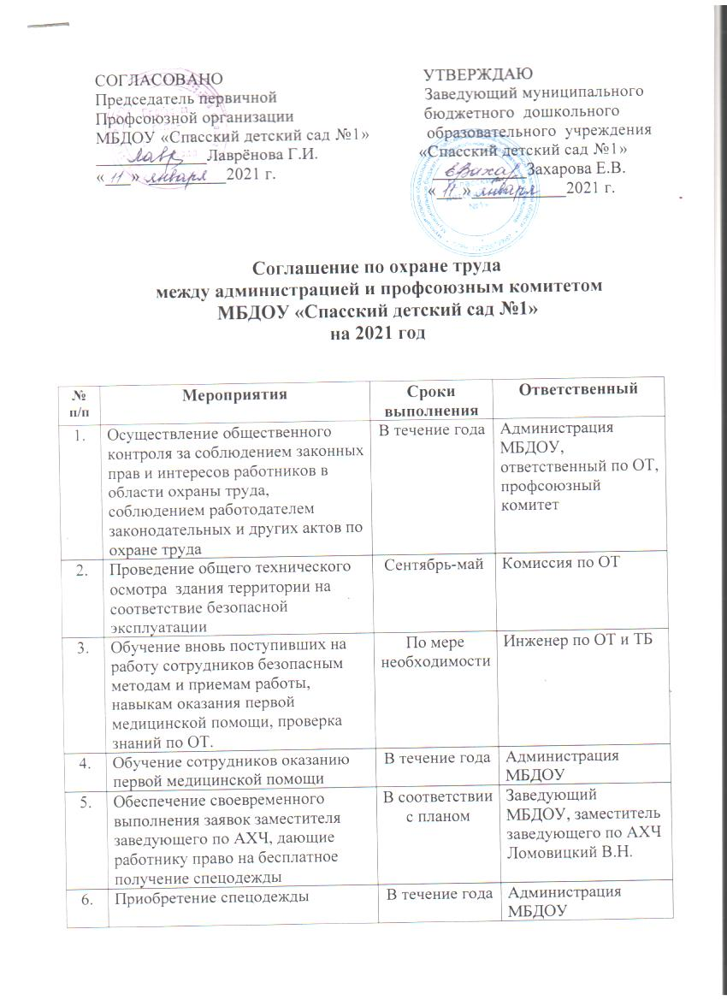 СОГЛАСОВАНО
Председатель первичной
Профсоюзной организации
МБДОУ «Спасский детский сад №1»
Лавр Лаврёнова Г.И.
« 11 » января 2021 г.
УТВЕРЖДАЮ
Заведующий муниципального
бюджетного дошкольного
образовательного учреждения
«Спасский детский сад №1»
Захарова Е.В.
« 11 » января 2021 г.
Соглашение по охране труда
между администрацией и профсоюзным комитетом
МБДОУ «Спасский детский сад №1»
на 2021 год
№
п/п
Мероприятия
Сроки
выполнения
Ответственный
1.
Осуществление общественного
контроля за соблюдением законных
прав и интересов работников в
области охраны труда,
соблюдением работодателем
законодательных и других актов по
охране труда
В течение года
Администрация
МБДОУ,
ответственный по ОТ,
профсоюзный
комитет
2.
Проведение общего технического
осмотра здания территории на
соответствие безопасной
эксплуатации
Сентябрь-май
Комиссия по ОТ
3.
Обучение вновь поступивших на
работу сотрудников безопасным
методам и приемам работы,
навыкам оказания первой
медицинской помощи, проверка
знаний по ОТ.
По мере
необходимости
Инженер по ОТ и ТБ
4.
Обучение сотрудников оказанию
первой медицинской помощи
В течение года
Администрация
МБДОУ
5.
Обеспечение своевременного
выполнения заявок заместителя
заведующего по АХЧ, дающие
работнику право на бесплатное
получение спецодежды
В соответствии
с планом
Заведующий
МБДОУ, заместитель
заведующего по АХЧ
Ломовицкий В.Н.
6.
Приобретение спецодежды
В течение года
Администрация
МБДОУ